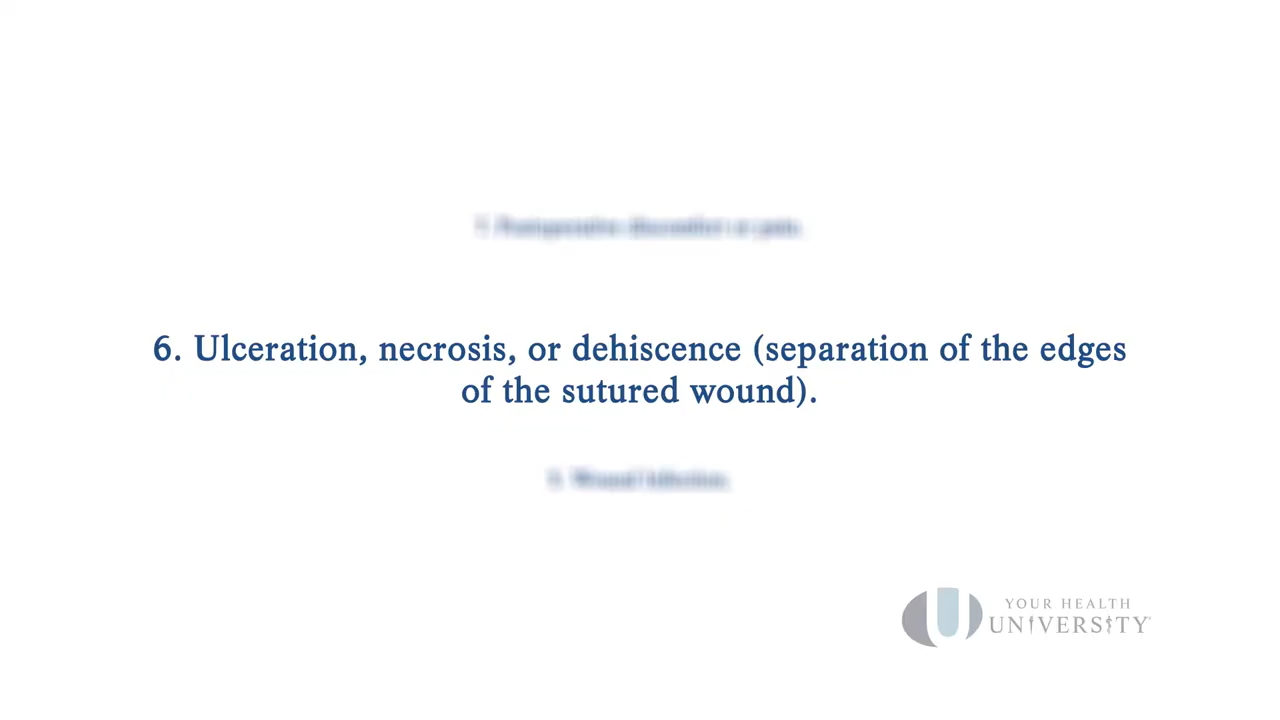 6. Ulceration, necrosis, or dehiscence (separation of the edges
of the sutured wound).
YOUR HEALTH
UNIVERSITY